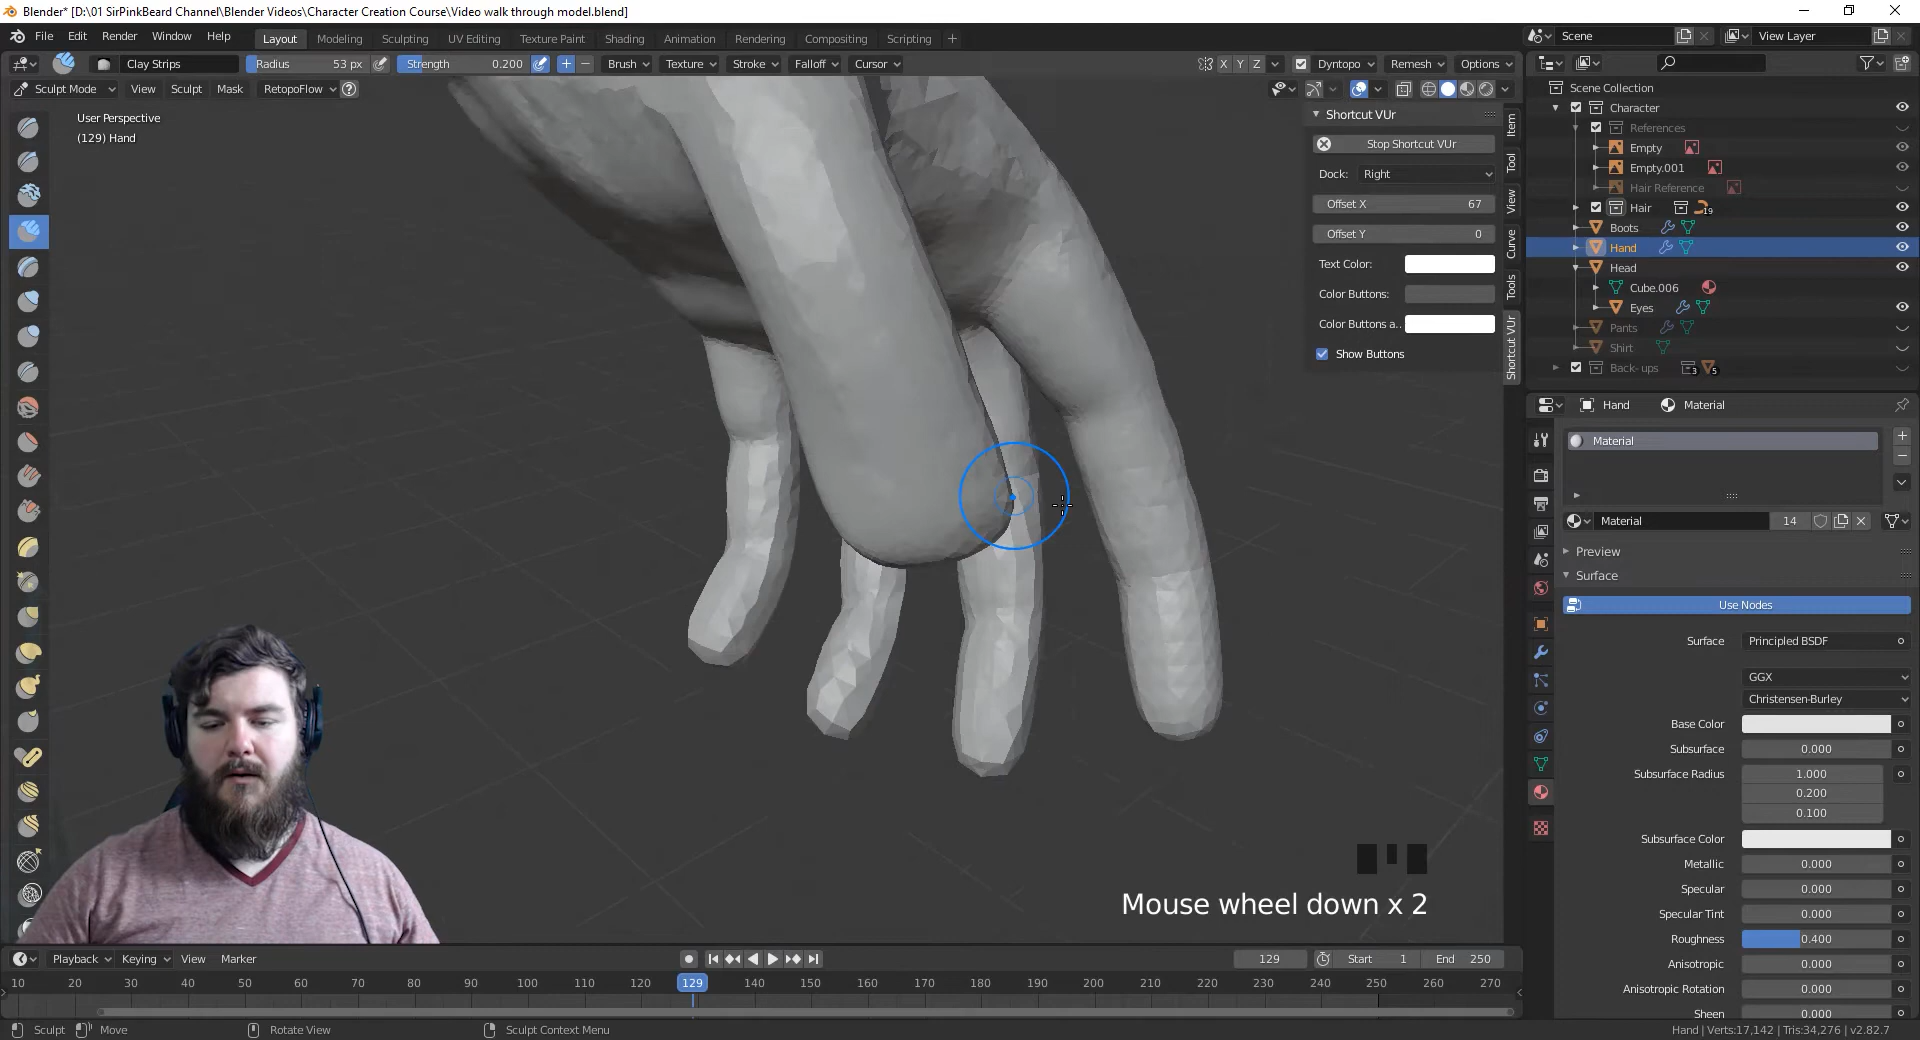 Blender* [D:\01 SirPinkBeard Channel\Blender Videos\Character Creation Course\Video walk through model.blend]
File Edit Render Window Help Layout Modeling Sculpting UV Editing Texture Paint Shading Animation Rendering Compositing Scripting + Scene View Layer
Clay Strips Radius 53 px Strength 0.200 + − Brush Texture Stroke Falloff Cursor X Y Z Dyntopo Remesh Options
Sculpt Mode View Sculpt Mask RetopoFlow ?
User Perspective
(129) Hand
Shortcut VUr
Stop Shortcut VUr
Dock: Right
Offset X 67
Offset Y 0
Text Color:
Color Buttons:
Color Buttons a..
Show Buttons
Item
Tool
View
Curve
Tools
Shortcut VUr
Scene Collection
Character
References
Empty
Empty.001
Hair Reference
Hair 19
Boots
Hand
Head
Cube.006
Eyes
Pants
Shirt
Back-ups 3 5
Hand Material
Material
Material 14
Preview
Surface
Use Nodes
Surface Principled BSDF
GGX
Christensen-Burley
Base Color
Subsurface 0.000
Subsurface Radius 1.000
0.200
0.100
Subsurface Color
Metallic 0.000
Specular 0.000
Specular Tint 0.000
Roughness 0.400
Anisotropic 0.000
Anisotropic Rotation 0.000
Sheen 0.000
Mouse wheel down x 2
Playback Keying View Marker 129 Start 1 End 250
10 20 30 40 50 60 70 80 90 100 110 120 129 140 150 160 170 180 190 200 210 220 230 240 250 260 270
Sculpt Move Rotate View Sculpt Context Menu Hand | Verts:17,142 | Tris:34,276 | v2.82.7